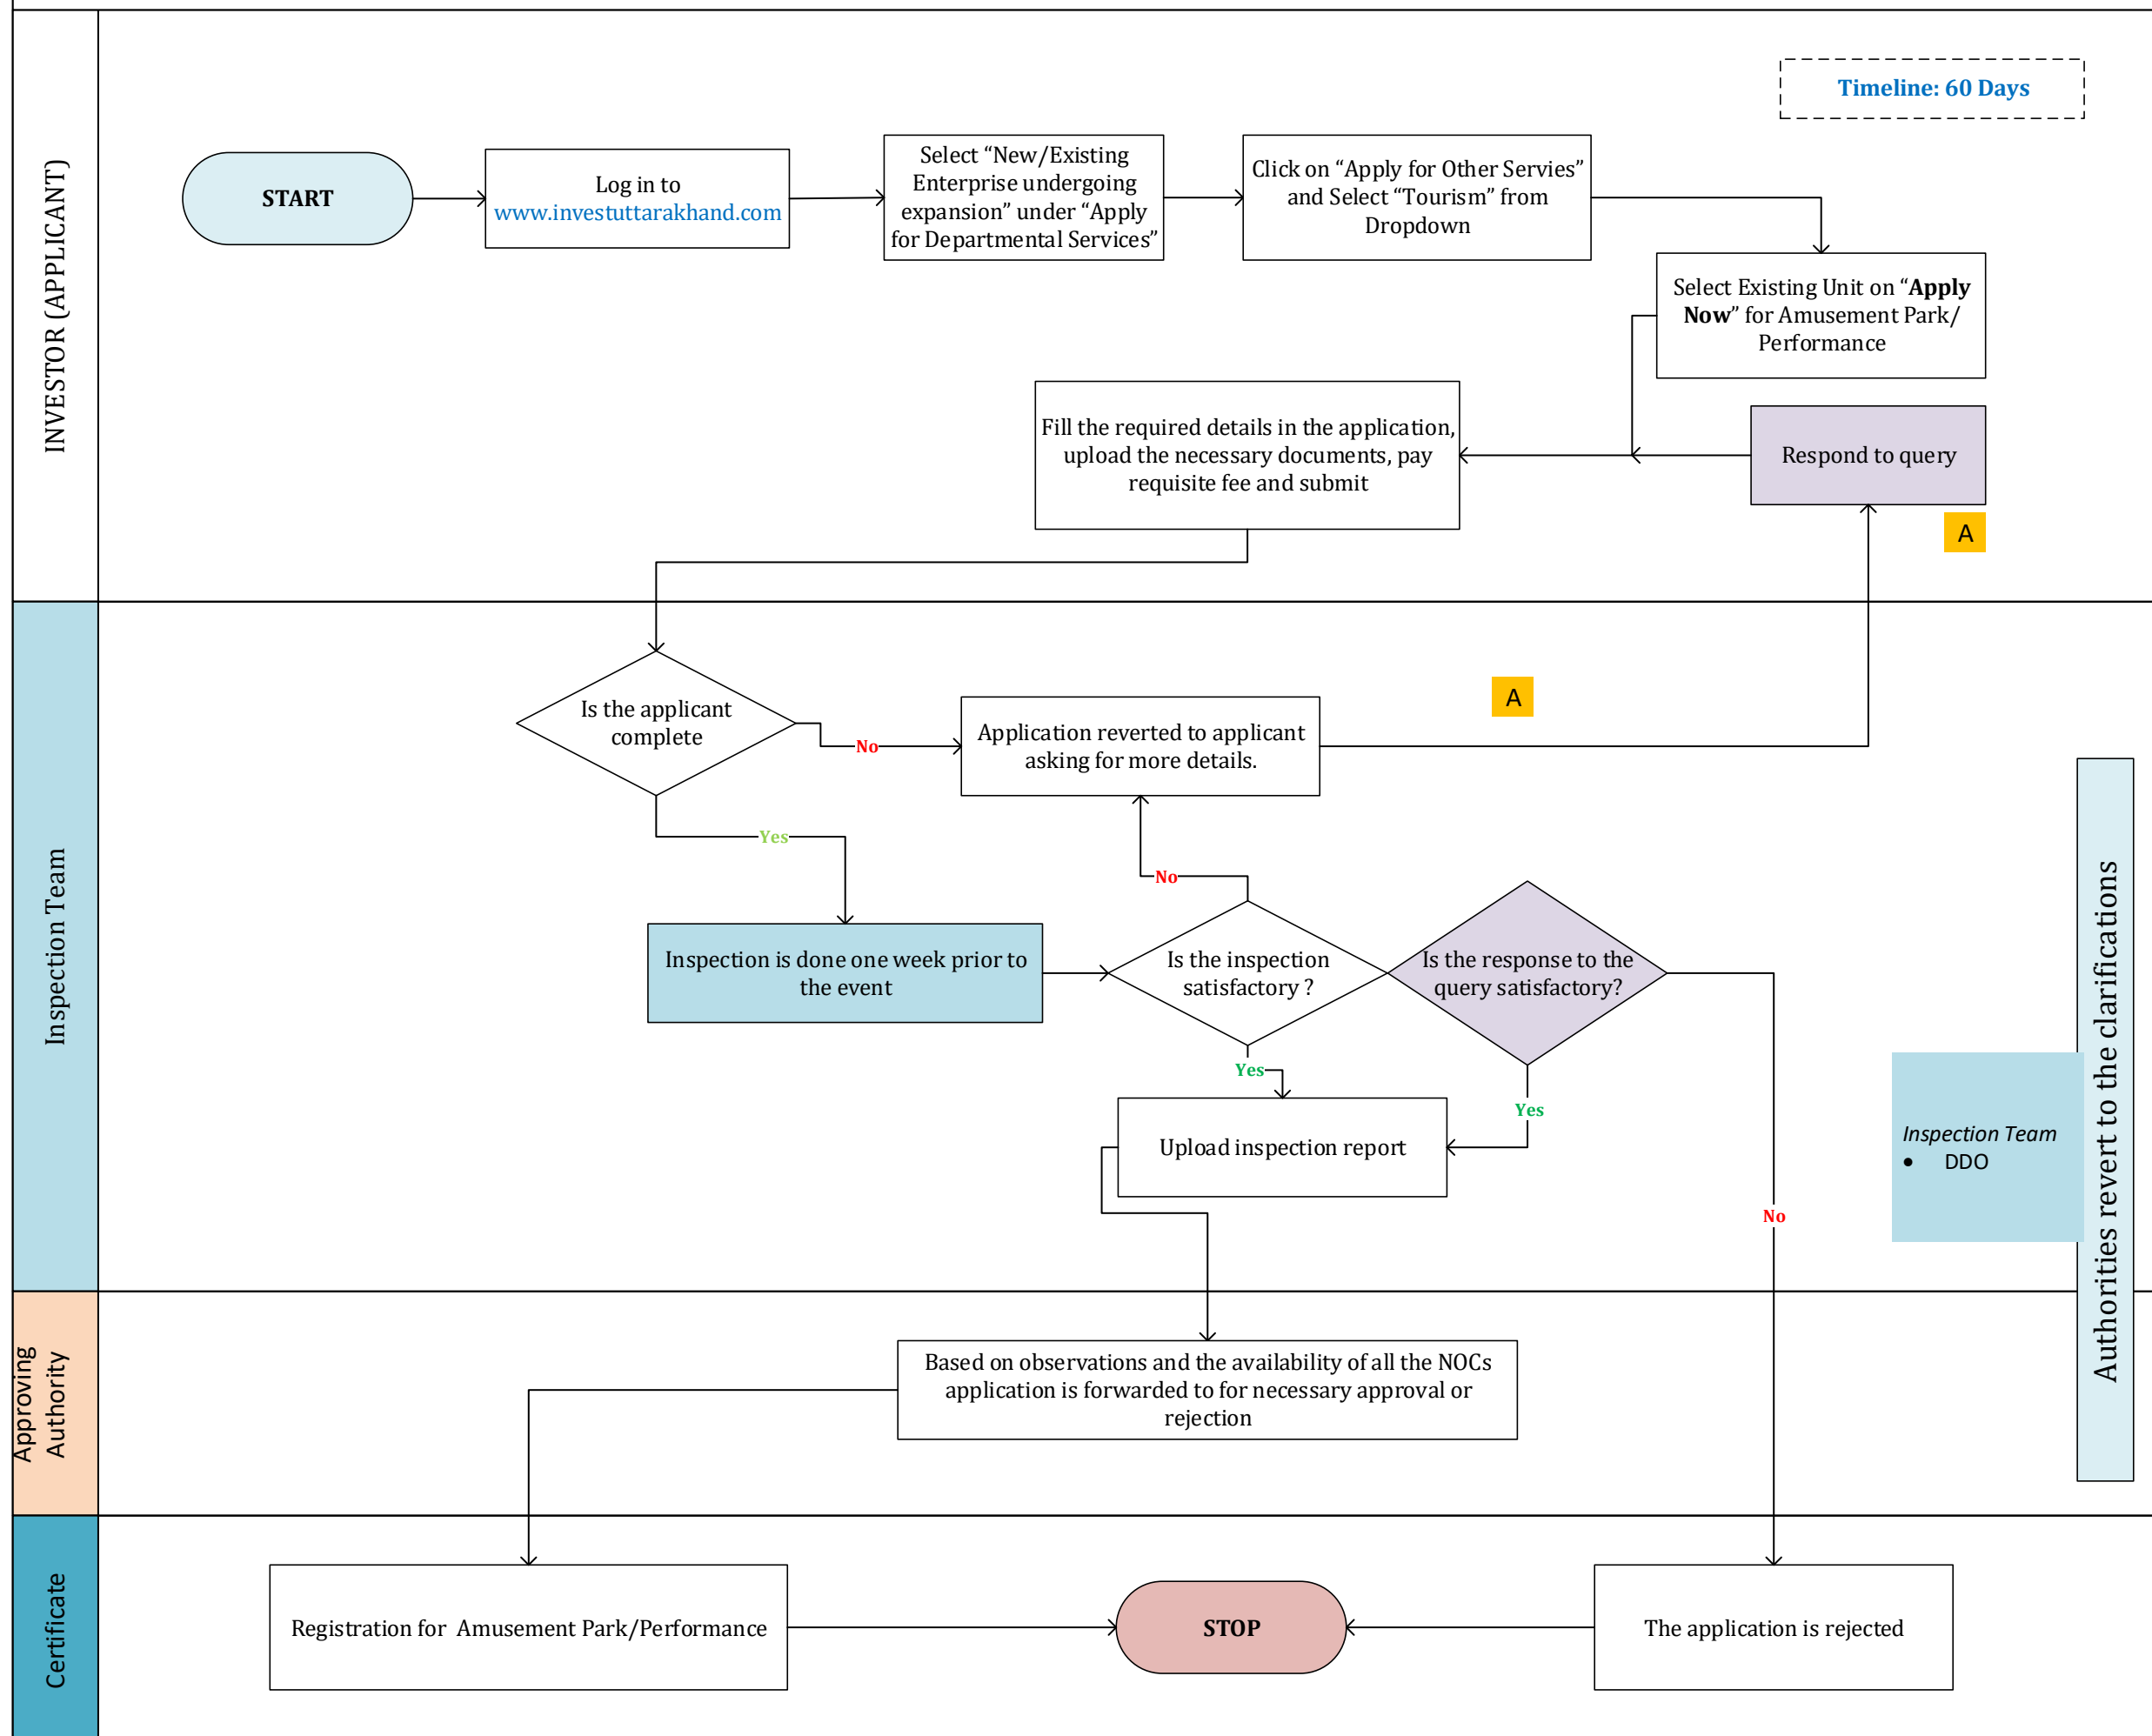 Timeline: 60 Days
INVESTOR (APPLICANT)
START
Log in to
www.investuttarakhand.com
Select “New/Existing
Enterprise undergoing
expansion” under “Apply
for Departmental Services”
Click on “Apply for Other Servies”
and Select “Tourism” from
Dropdown
Select Existing Unit on “Apply
Now” for Amusement Park/
Performance
Fill the required details in the application,
upload the necessary documents, pay
requisite fee and submit
Respond to query
A
Inspection Team
Is the applicant
complete
No
Application reverted to applicant
asking for more details.
A
Yes
No
Inspection is done one week prior to
the event
Is the inspection
satisfactory ?
Is the response to the
query satisfactory?
Yes
Yes
Upload inspection report
No
Inspection Team
• DDO
Authorities revert to the clarifications
Approving
Authority
Based on observations and the availability of all the NOCs
application is forwarded to for necessary approval or
rejection
Certificate
Registration for  Amusement Park/Performance
STOP
The application is rejected